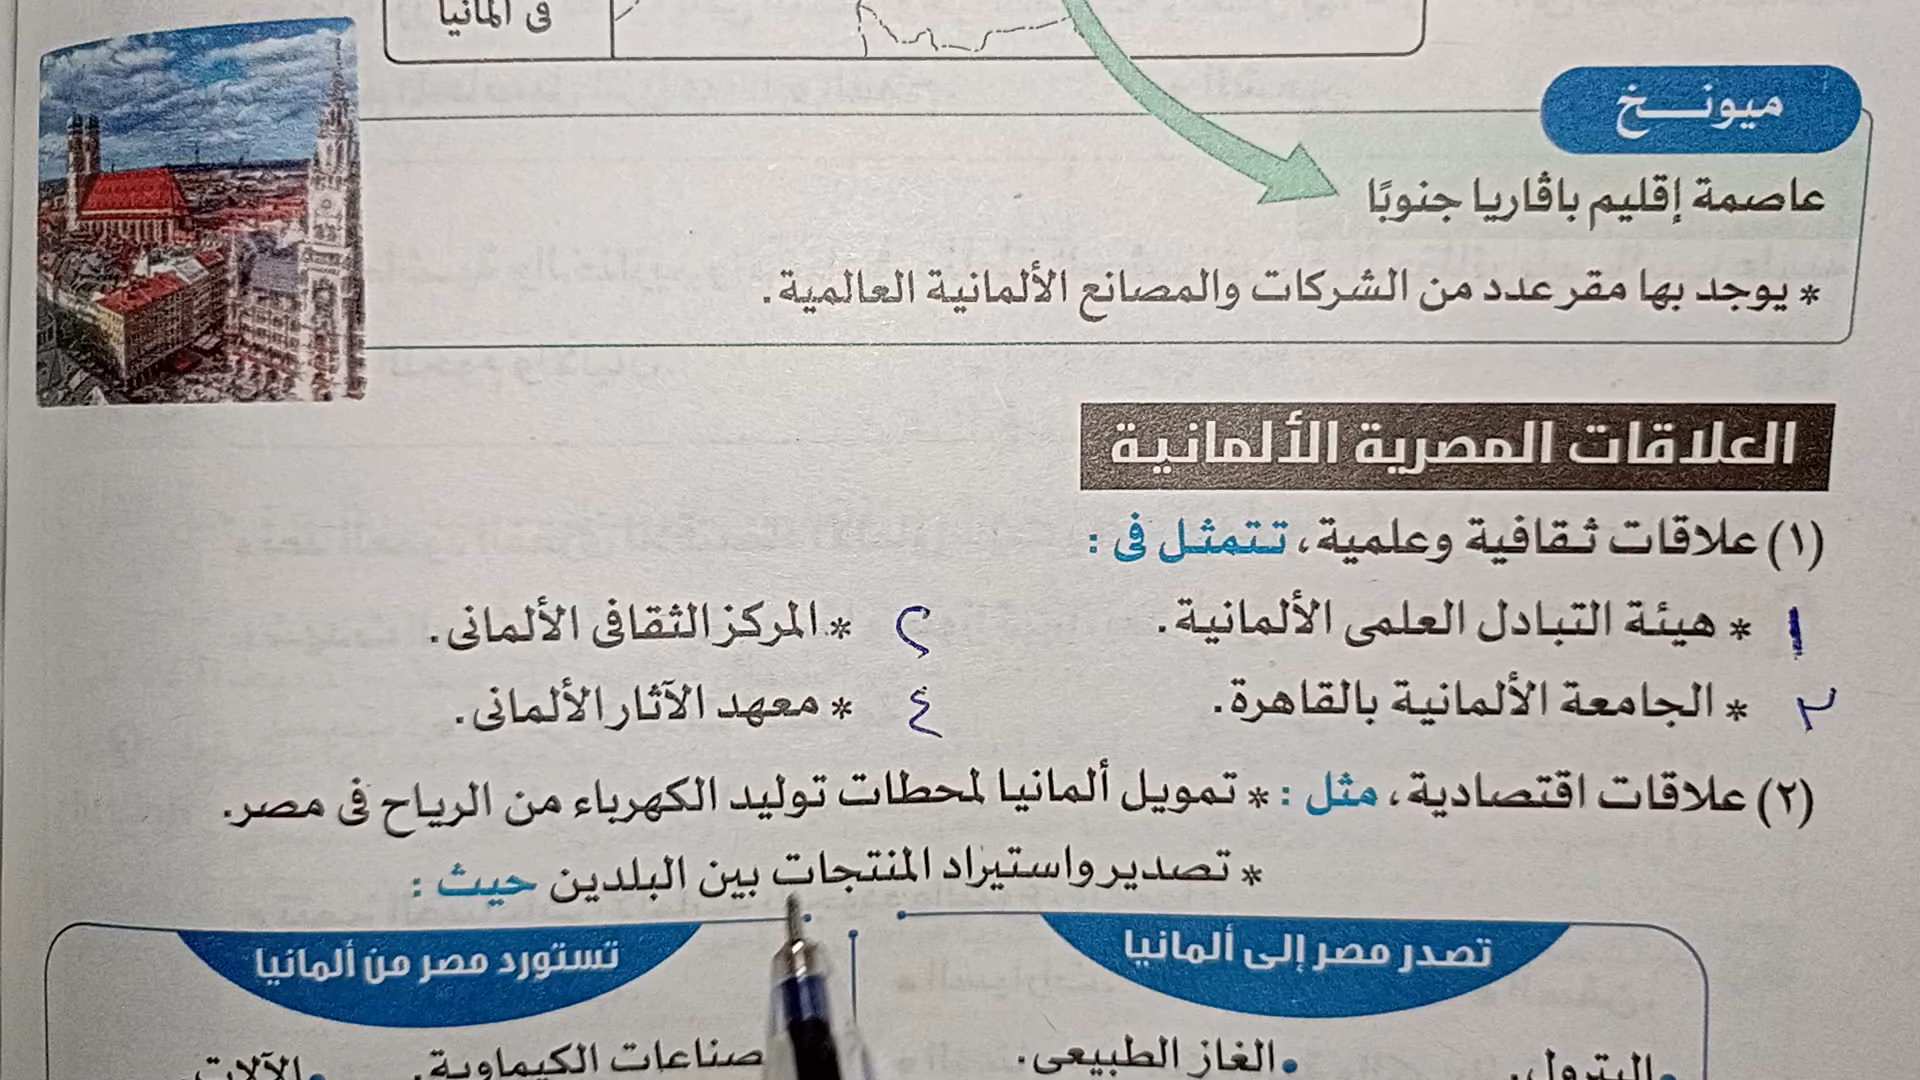 فى ألمانيا
ميونخ
عاصمة إقليم باڤاريا جنوبًا
* يوجد بها مقر عدد من الشركات والمصانع الألمانية العالمية.
العلاقات المصرية الألمانية
(١) علاقات ثقافية وعلمية، تتمثل فى :
١ * هيئة التبادل العلمى الألمانية. ٢ * المركز الثقافى الألمانى.
٣ * الجامعة الألمانية بالقاهرة. ٤ * معهد الآثار الألمانى.
(٢) علاقات اقتصادية، مثل : * تمويل ألمانيا لمحطات توليد الكهرباء من الرياح فى مصر.
* تصدير واستيراد المنتجات بين البلدين حيث :
تصدر مصر إلى ألمانيا تستورد مصر من ألمانيا
• البترول. • الغاز الطبيعى. صناعات الكيماوية. • الآلات.